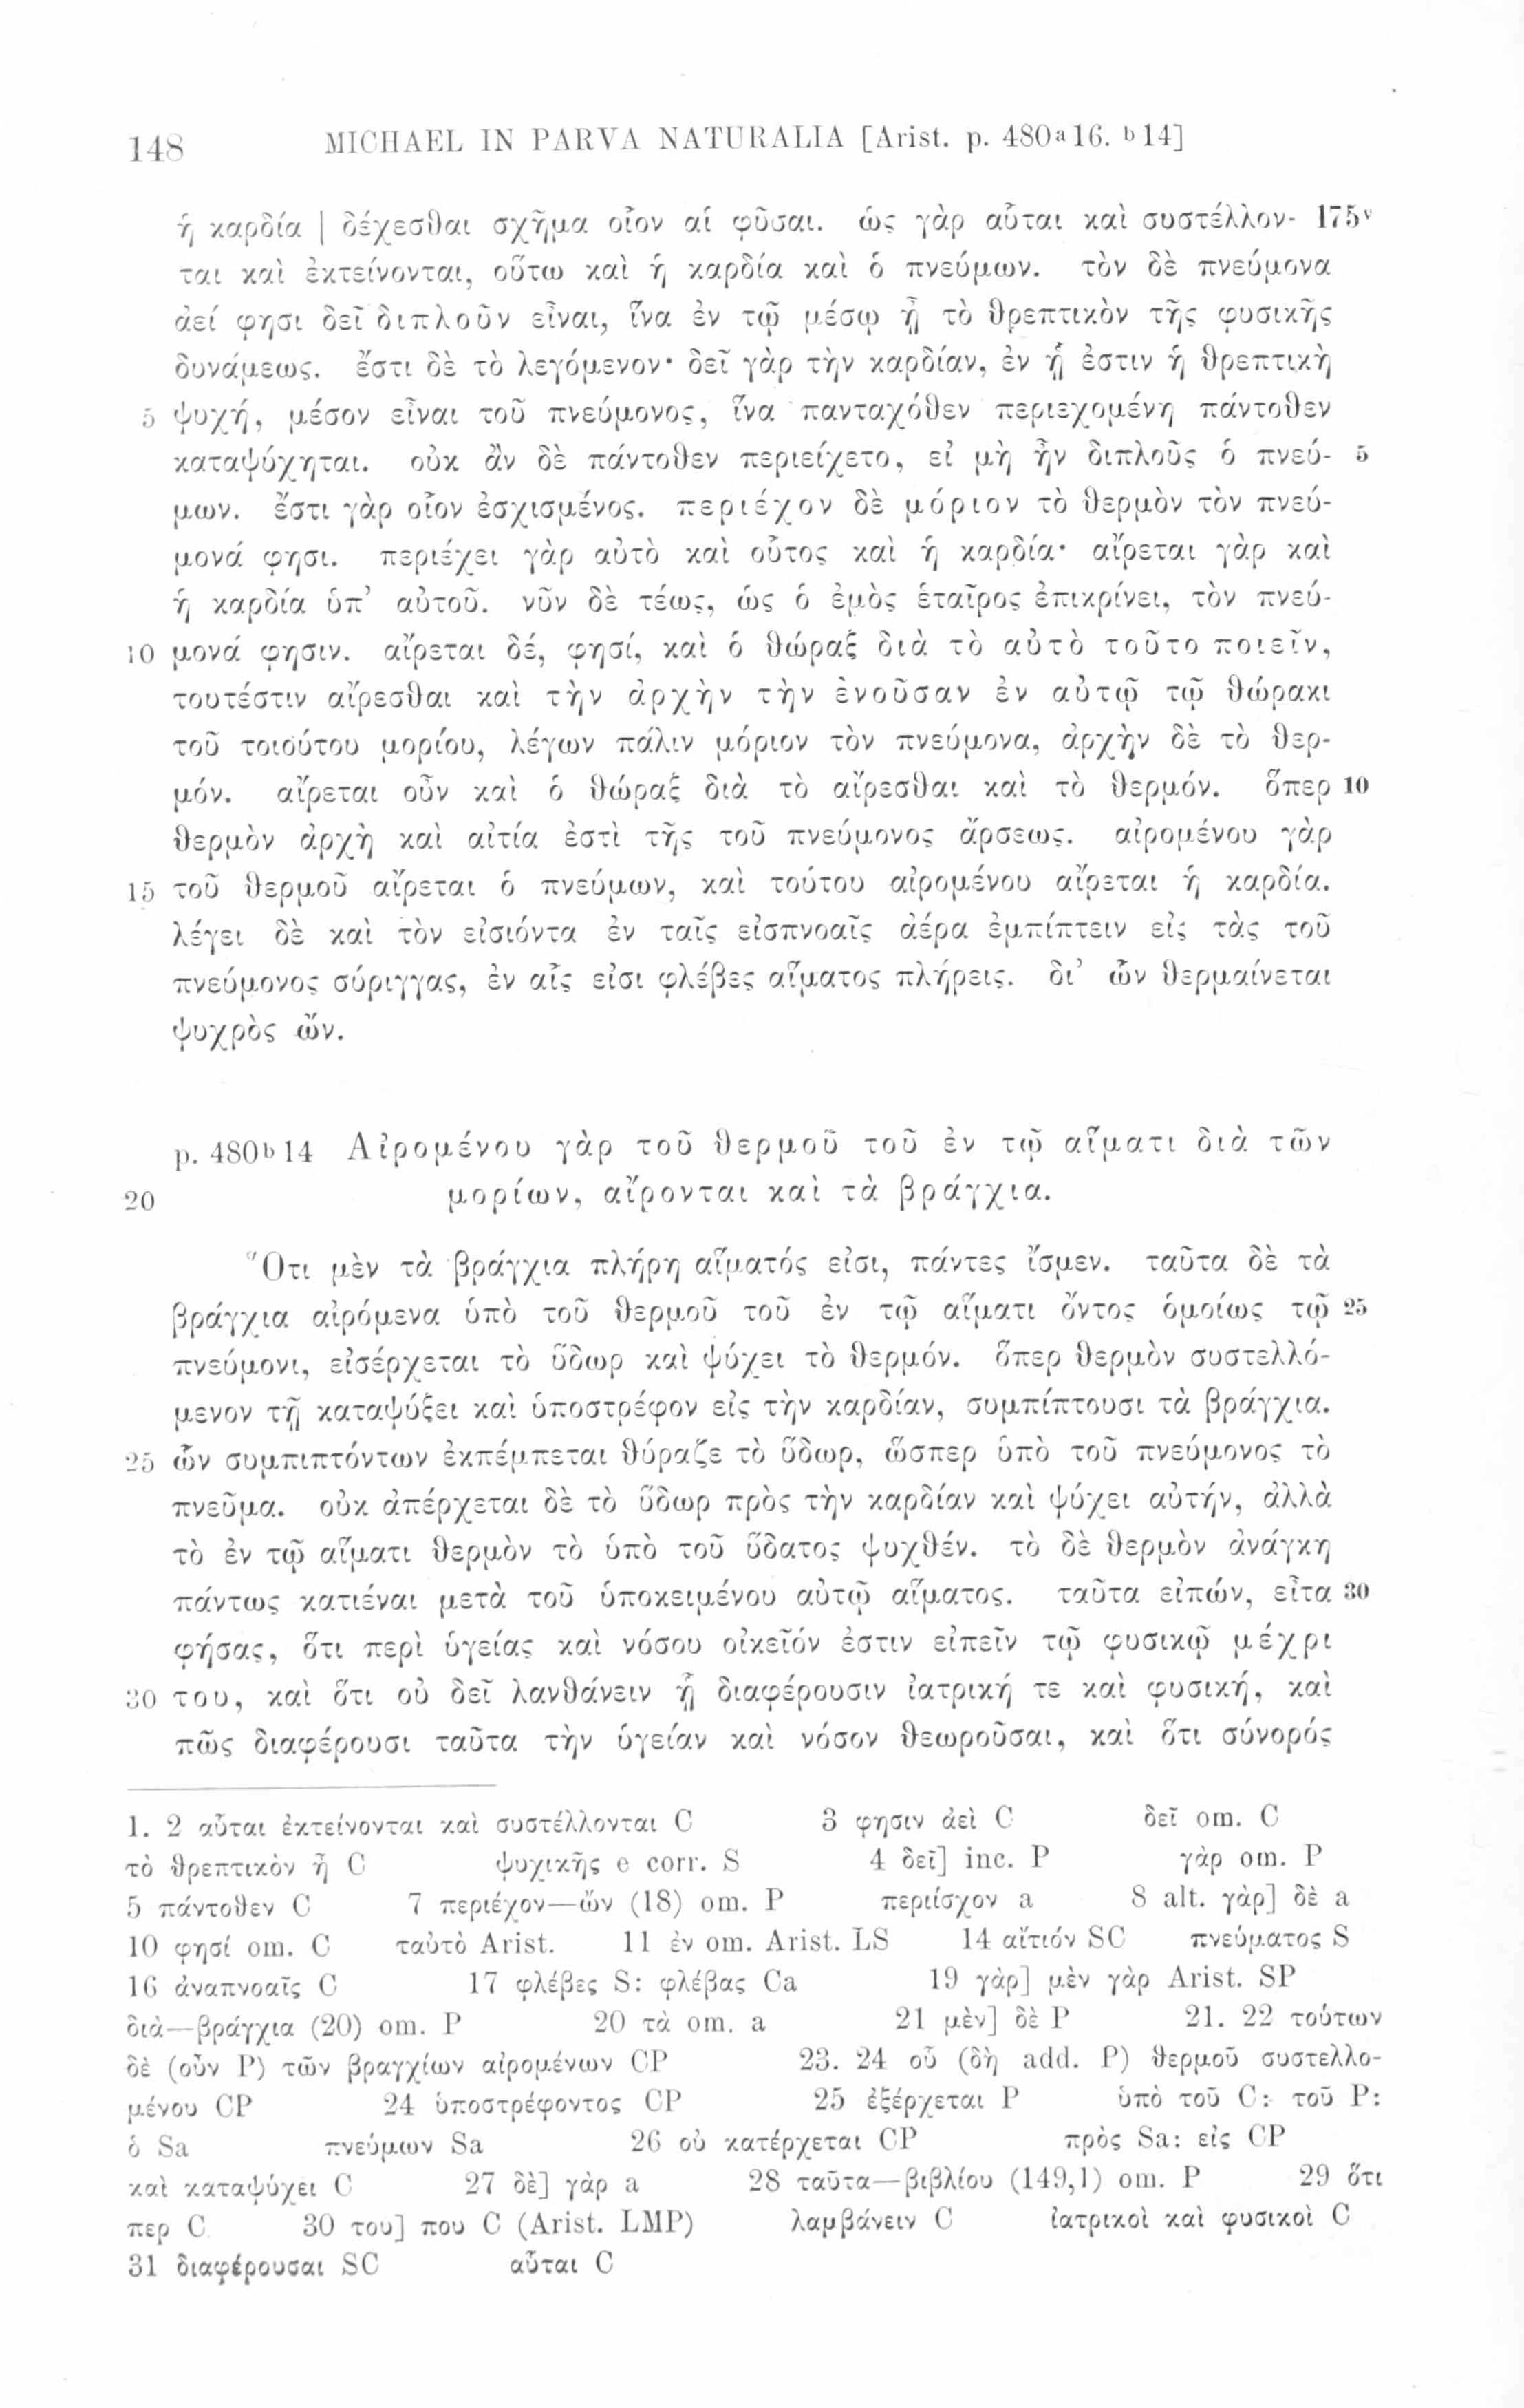 148 MICHAEL IN PARVA NATURALIA [Arist. p. 480a16. b14]
ἡ καρδία | δέχεσθαι σχῆμα οἷον αἱ φῦσαι. ὡς γὰρ αὗται καὶ συστέλλον- 175v
ται καὶ ἐκτείνονται, οὕτω καὶ ἡ καρδία καὶ ὁ πνεύμων. τὸν δὲ πνεύμονα
ἀεί φησι δεῖ διπλοῦν εἶναι, ἵνα ἐν τῷ μέσῳ ᾖ τὸ θρεπτικὸν τῆς φυσικῆς
δυνάμεως. ἔστι δὲ τὸ λεγόμενον· δεῖ γὰρ τὴν καρδίαν, ἐν ᾗ ἐστιν ἡ θρεπτικὴ
5 ψυχή, μέσον εἶναι τοῦ πνεύμονος, ἵνα πανταχόθεν περιεχομένη πάντοθεν
καταψύχηται. οὐκ ἂν δὲ πάντοθεν περιείχετο, εἰ μὴ ἦν διπλοῦς ὁ πνεύ- 5
μων. ἔστι γὰρ οἷον ἐσχισμένος. περιέχον δὲ μόριον τὸ θερμὸν τὸν πνεύ-
μονά φησι. περιέχει γὰρ αὐτὸ καὶ οὗτος καὶ ἡ καρδία· αἴρεται γὰρ καὶ
ἡ καρδία ὑπ’ αὐτοῦ. νῦν δὲ τέως, ὡς ὁ ἐμὸς ἑταῖρος ἐπικρίνει, τὸν πνεύ-
10 μονά φησιν. αἴρεται δέ, φησί, καὶ ὁ θώραξ διὰ τὸ αὐτὸ τοῦτο ποιεῖν,
τουτέστιν αἴρεσθαι καὶ τὴν ἀρχὴν τὴν ἐνοῦσαν ἐν αὐτῷ τῷ θώρακι
τοῦ τοιούτου μορίου, λέγων πάλιν μόριον τὸν πνεύμονα, ἀρχὴν δὲ τὸ θερ-
μόν. αἴρεται οὖν καὶ ὁ θώραξ διὰ τὸ αἴρεσθαι καὶ τὸ θερμόν. ὅπερ 10
θερμὸν ἀρχὴ καὶ αἰτία ἐστὶ τῆς τοῦ πνεύμονος ἄρσεως. αἰρομένου γὰρ
15 τοῦ θερμοῦ αἴρεται ὁ πνεύμων, καὶ τούτου αἰρομένου αἴρεται ἡ καρδία.
λέγει δὲ καὶ τὸν εἰσιόντα ἐν ταῖς εἰσπνοαῖς ἀέρα ἐμπίπτειν εἰς τὰς τοῦ
πνεύμονος σύριγγας, ἐν αἷς εἰσι φλέβες αἵματος πλήρεις. δι’ ὧν θερμαίνεται
ψυχρὸς ὤν.
p. 480b14 Αἰρομένου γὰρ τοῦ θερμοῦ τοῦ ἐν τῷ αἵματι διὰ τῶν
20 μορίων, αἴρονται καὶ τὰ βράγχια.
Ὅτι μὲν τὰ βράγχια πλήρη αἵματός εἰσι, πάντες ἴσμεν. ταῦτα δὲ τὰ
βράγχια αἰρόμενα ὑπὸ τοῦ θερμοῦ τοῦ ἐν τῷ αἵματι ὄντος ὁμοίως τῷ 25
πνεύμονι, εἰσέρχεται τὸ ὕδωρ καὶ ψύχει τὸ θερμόν. ὅπερ θερμὸν συστελλό-
μενον τῇ καταψύξει καὶ ὑποστρέφον εἰς τὴν καρδίαν, συμπίπτουσι τὰ βράγχια.
25 ὧν συμπιπτόντων ἐκπέμπεται θύραζε τὸ ὕδωρ, ὥσπερ ὑπὸ τοῦ πνεύμονος τὸ
πνεῦμα. οὐκ ἀπέρχεται δὲ τὸ ὕδωρ πρὸς τὴν καρδίαν καὶ ψύχει αὐτήν, ἀλλὰ
τὸ ἐν τῷ αἵματι θερμὸν τὸ ὑπὸ τοῦ ὕδατος ψυχθέν. τὸ δὲ θερμὸν ἀνάγκη
πάντως κατιέναι μετὰ τοῦ ὑποκειμένου αὐτῷ αἵματος. ταῦτα εἰπών, εἶτα 30
φήσας, ὅτι περὶ ὑγείας καὶ νόσου οἰκεῖόν ἐστιν εἰπεῖν τῷ φυσικῷ μέχρι
30 του, καὶ ὅτι οὐ δεῖ λανθάνειν ᾗ διαφέρουσιν ἰατρική τε καὶ φυσική, καὶ
πῶς διαφέρουσι ταῦτα τὴν ὑγείαν καὶ νόσον θεωροῦσαι, καὶ ὅτι σύνορός
1. 2 αὗται ἐκτείνονται καὶ συστέλλονται C 3 φησιν ἀεὶ C δεῖ om. C
τὸ θρεπτικὸν ᾖ C ψυχικῆς e corr. S 4 δεῖ] inc. P γὰρ om. P
5 πάντοθεν C 7 περιέχον—ὤν (18) om. P περιίσχον a 8 alt. γὰρ] δὲ a
10 φησί om. C ταὐτὸ Arist. 11 ἐν om. Arist. LS 14 αἴτιόν SC πνεύματος S
16 ἀναπνοαῖς C 17 φλέβες S: φλέβας Ca 19 γὰρ] μὲν γὰρ Arist. SP
διὰ—βράγχια (20) om. P 20 τὰ om. a 21 μὲν] δὲ P 21. 22 τούτων
δὲ (οὖν P) τῶν βραγχίων αἰρομένων CP 23. 24 οὗ (δὴ add. P) θερμοῦ συστελλο-
μένου CP 24 ὑποστρέφοντος CP 25 ἐξέρχεται P ὑπὸ τοῦ C: τοῦ P:
ὁ Sa πνεύμων Sa 26 οὐ κατέρχεται CP πρὸς Sa: εἰς CP
καὶ καταψύχει C 27 δὲ] γὰρ a 28 ταῦτα—βιβλίου (149,1) om. P 29 ὅτι
περ C 30 του] που C (Arist. LMP) λαμβάνειν C ἰατρικοὶ καὶ φυσικοὶ C
31 διαφέρουσαι SC αὗται C